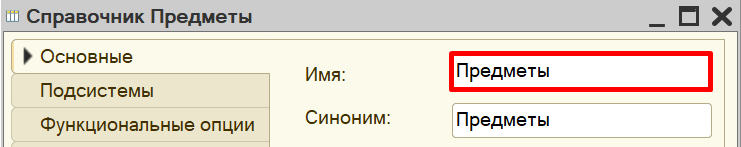 Справочник Предметы
Основные
Имя: Предметы
Подсистемы
Синоним: Предметы
Функциональные опции